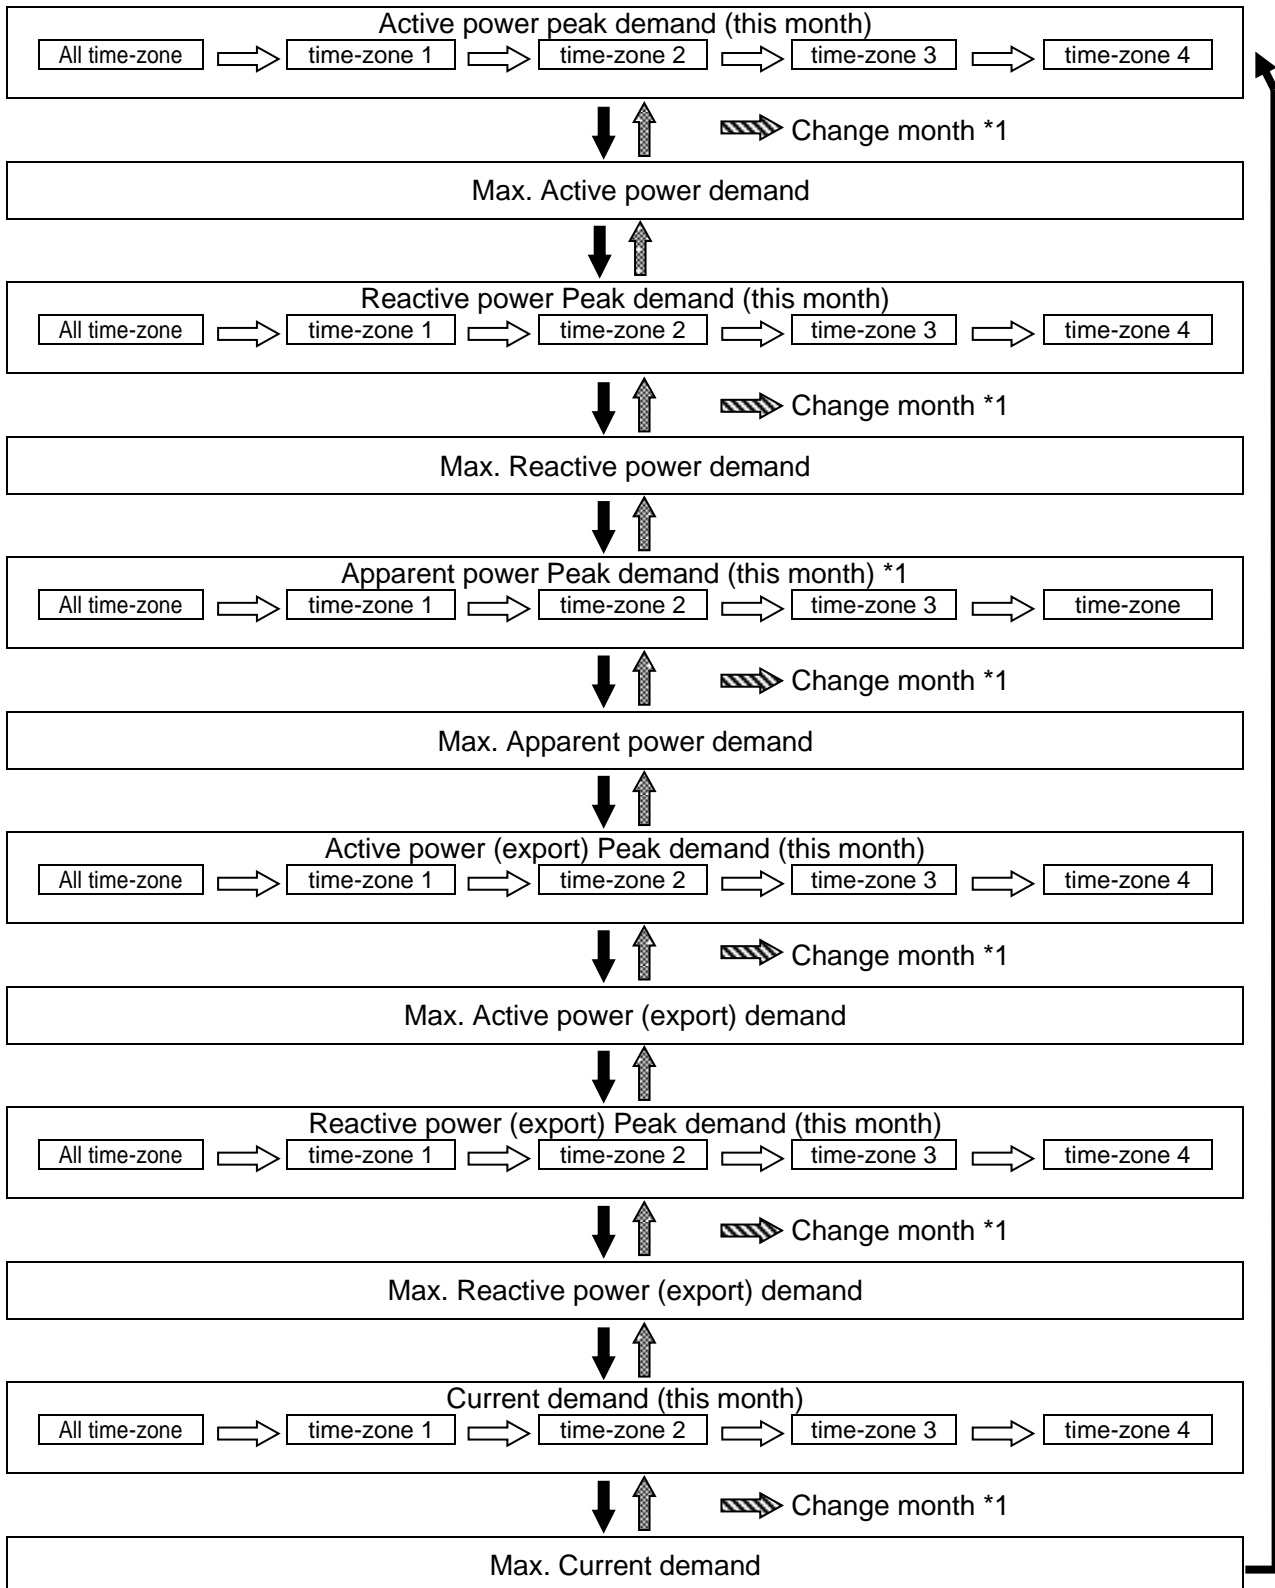 Active power peak demand (this month)
All time-zone time-zone 1 time-zone 2 time-zone 3 time-zone 4
Change month *1
Max. Active power demand
Reactive power Peak demand (this month)
All time-zone time-zone 1 time-zone 2 time-zone 3 time-zone 4
Change month *1
Max. Reactive power demand
Apparent power Peak demand (this month) *1
All time-zone time-zone 1 time-zone 2 time-zone 3 time-zone
Change month *1
Max. Apparent power demand
Active power (export) Peak demand (this month)
All time-zone time-zone 1 time-zone 2 time-zone 3 time-zone 4
Change month *1
Max. Active power (export) demand
Reactive power (export) Peak demand (this month)
All time-zone time-zone 1 time-zone 2 time-zone 3 time-zone 4
Change month *1
Max. Reactive power (export) demand
Current demand (this month)
All time-zone time-zone 1 time-zone 2 time-zone 3 time-zone 4
Change month *1
Max. Current demand